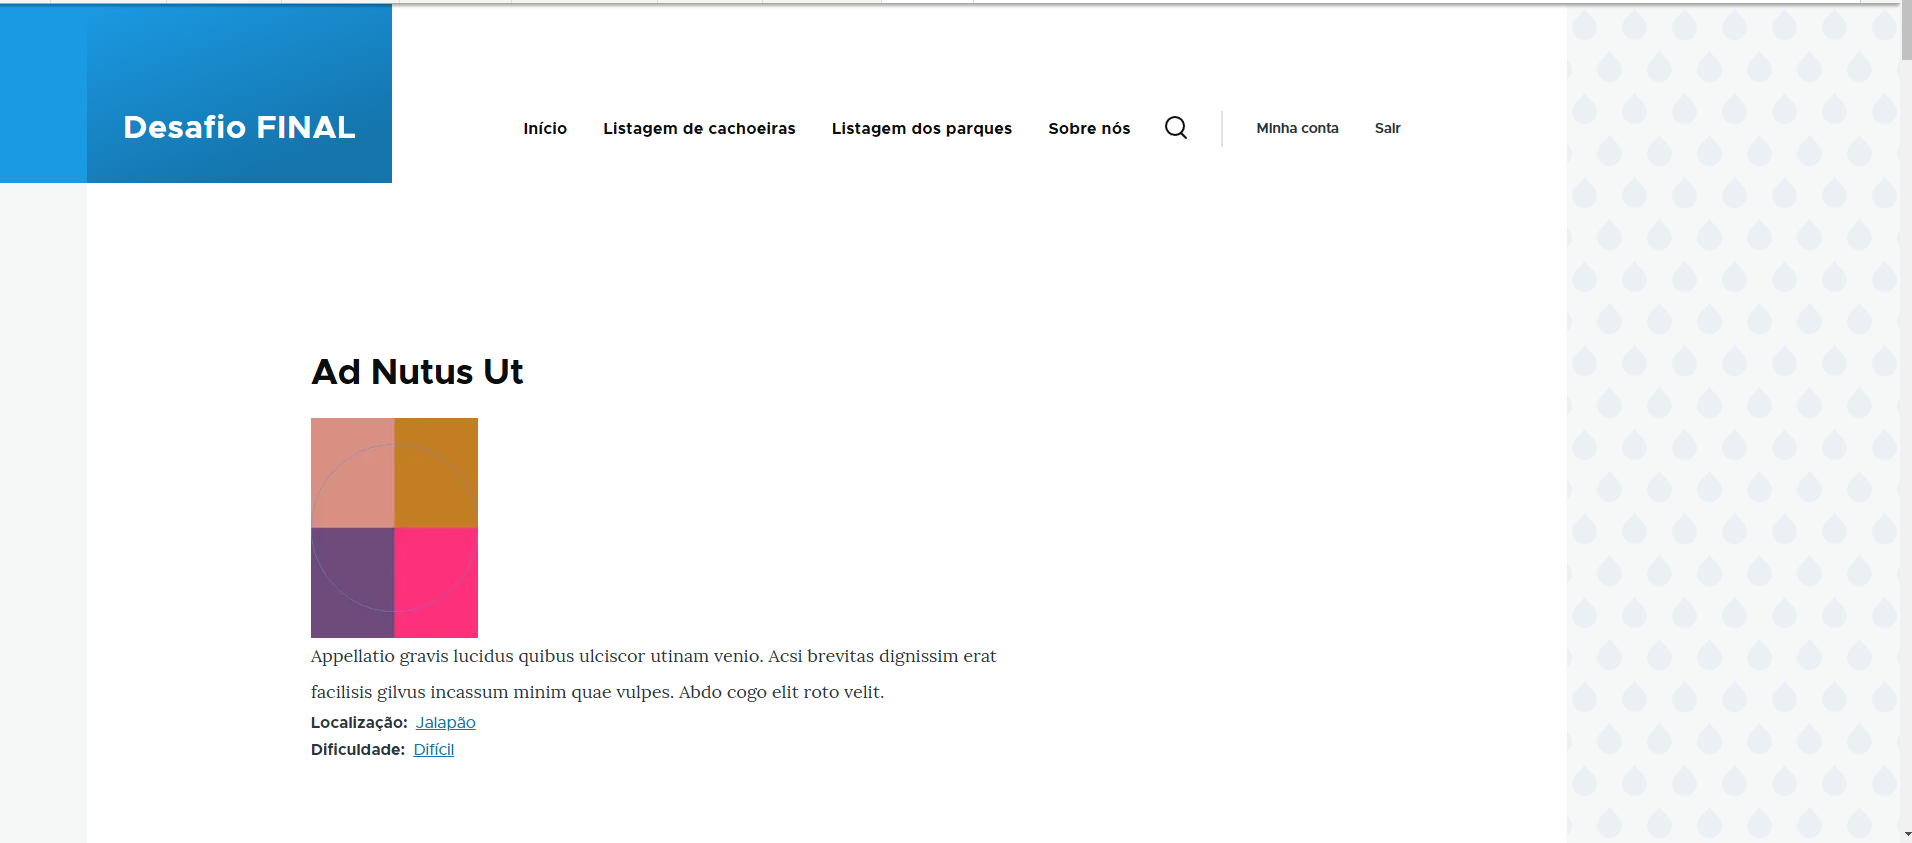 Desafio FINAL
Início
Listagem de cachoeiras
Listagem dos parques
Sobre nós
Minha conta
Sair
Ad Nutus Ut
Appellatio gravis lucidus quibus ulciscor utinam venio. Acsi brevitas dignissim erat
facilisis gilvus incassum minim quae vulpes. Abdo cogo elit roto velit.
Localização: Jalapão
Dificuldade: Difícil